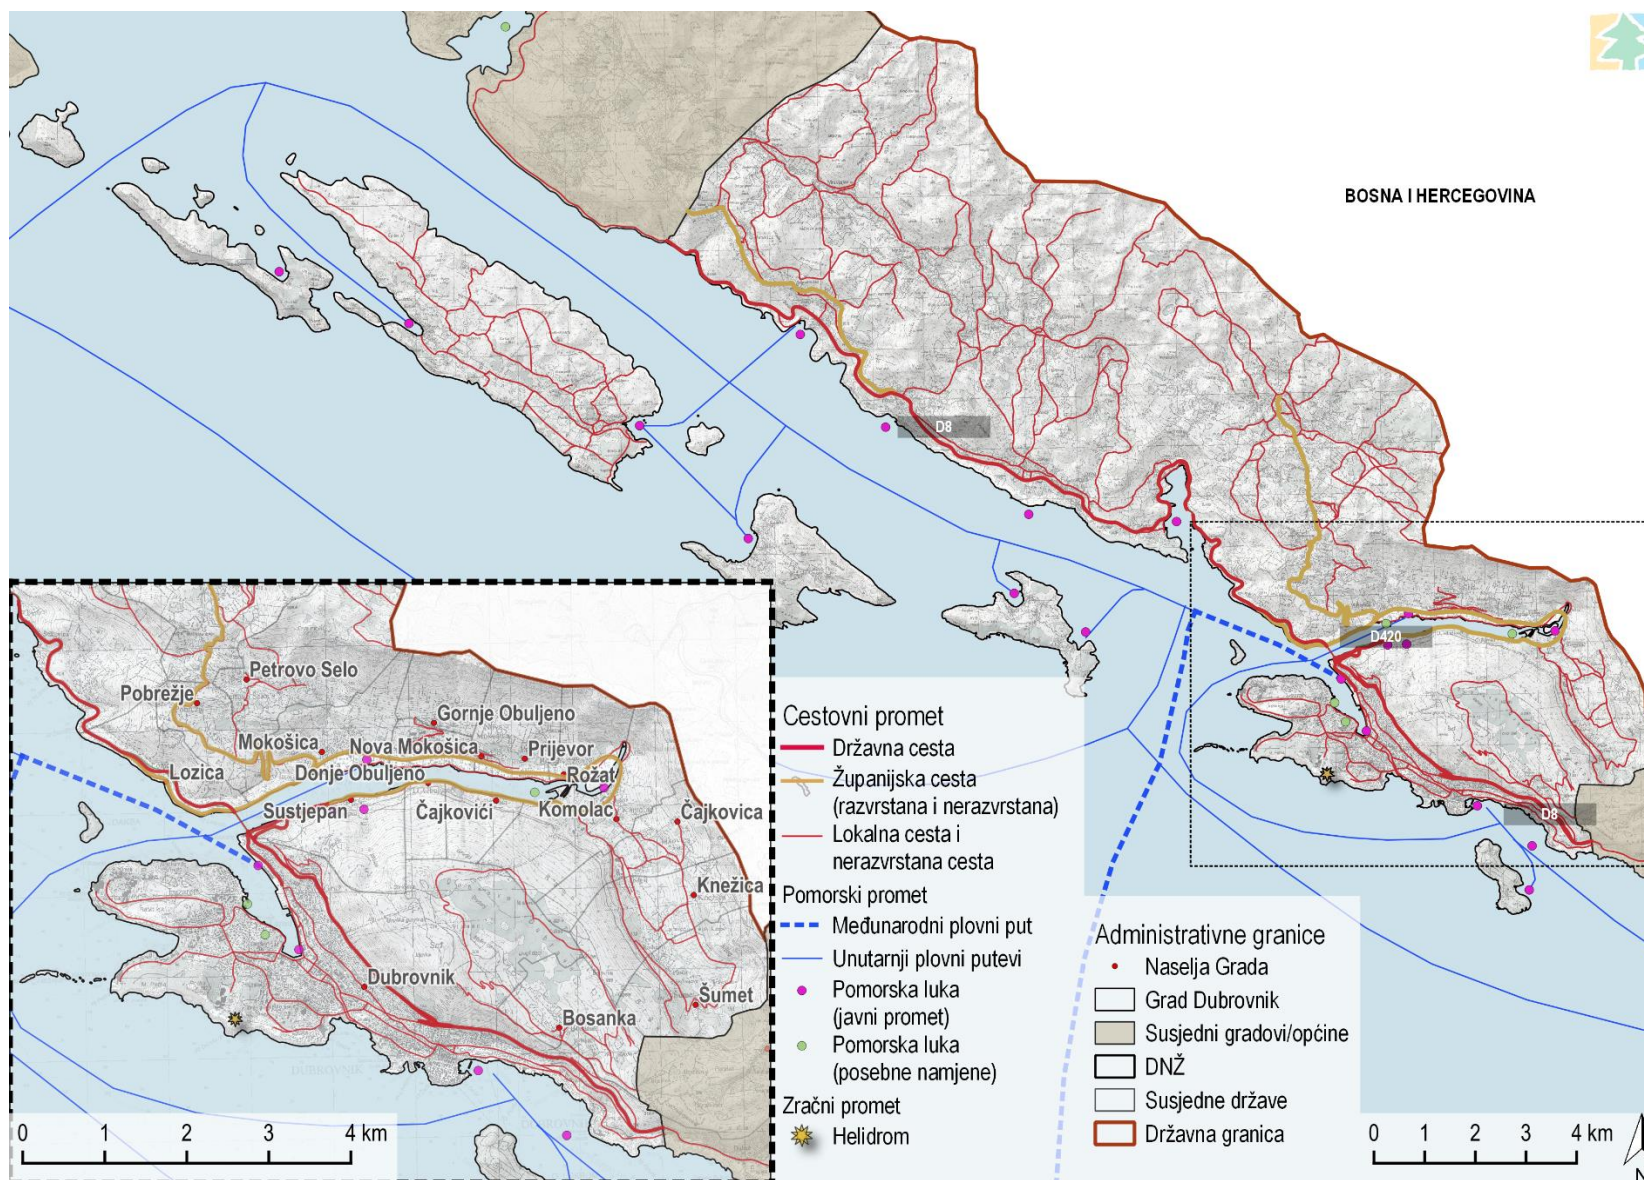 BOSNA I HERCEGOVINA
D8
D420
D8
Petrovo Selo
Pobrežje
Gornje Obuljeno
Mokošica
Nova Mokošica
Prijevor
Lozica
Donje Obuljeno
Rožat
Sustjepan
Čajkovići
Komolac
Čajkovica
Knežica
Dubrovnik
Šumet
Bosanka
0 1 2 3 4 km
Cestovni promet
Državna cesta
Županijska cesta
(razvrstana i nerazvrstana)
Lokalna cesta i
nerazvrstana cesta
Pomorski promet
Međunarodni plovni put
Unutarnji plovni putevi
Pomorska luka
(javni promet)
Pomorska luka
(posebne namjene)
Zračni promet
Helidrom
Administrativne granice
Naselja Grada
Grad Dubrovnik
Susjedni gradovi/općine
DNŽ
Susjedne države
Državna granica
0 1 2 3 4 km
N